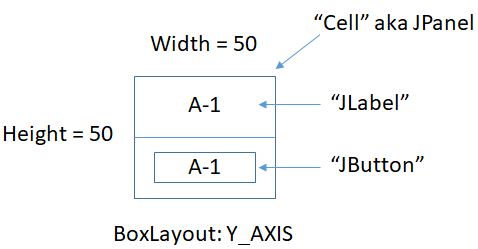 “Cell” aka JPanel
Width = 50
A-1
“JLabel”
Height = 50
A-1
“JButton”
BoxLayout: Y_AXIS